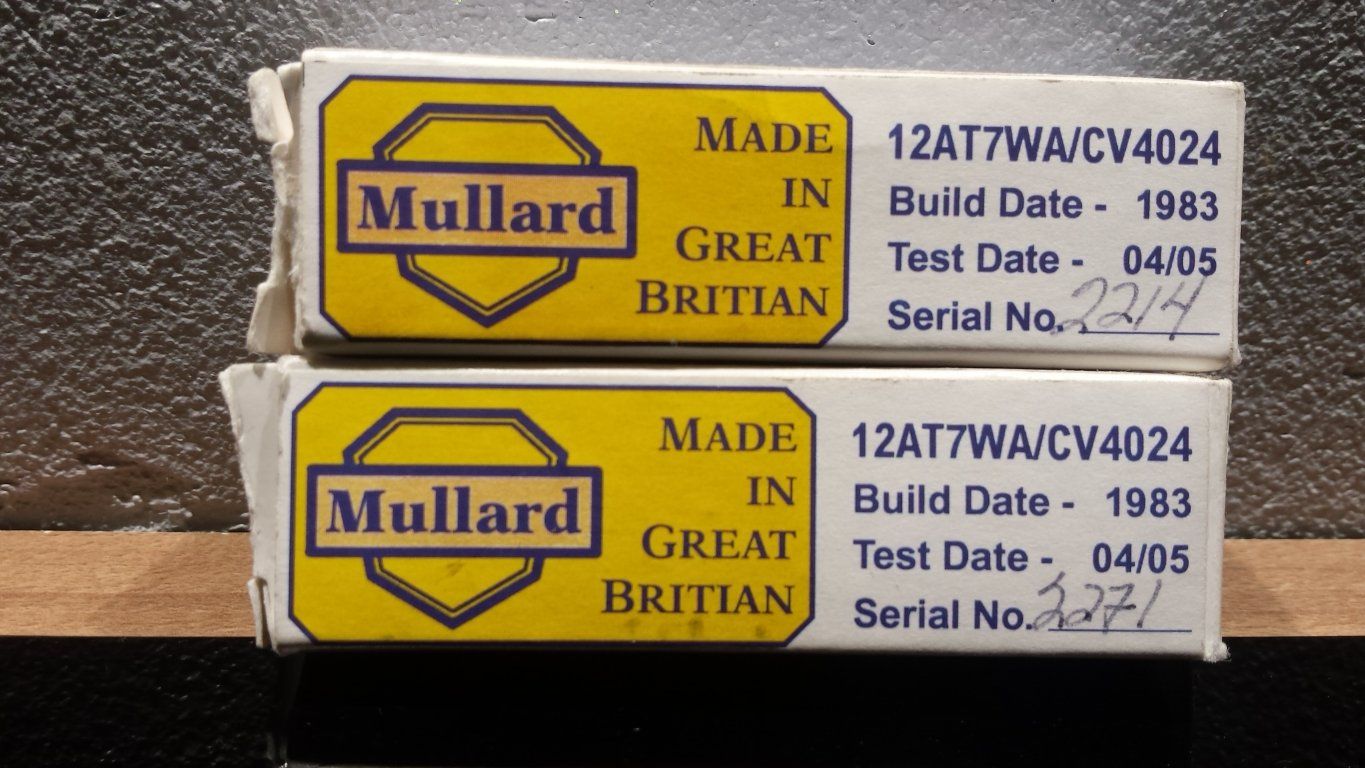 Mullard
MADE
IN
GREAT
BRITIAN
12AT7WA/CV4024
Build Date - 1983
Test Date - 04/05
Serial No. 2214
Mullard
MADE
IN
GREAT
BRITIAN
12AT7WA/CV4024
Build Date - 1983
Test Date - 04/05
Serial No. 2271